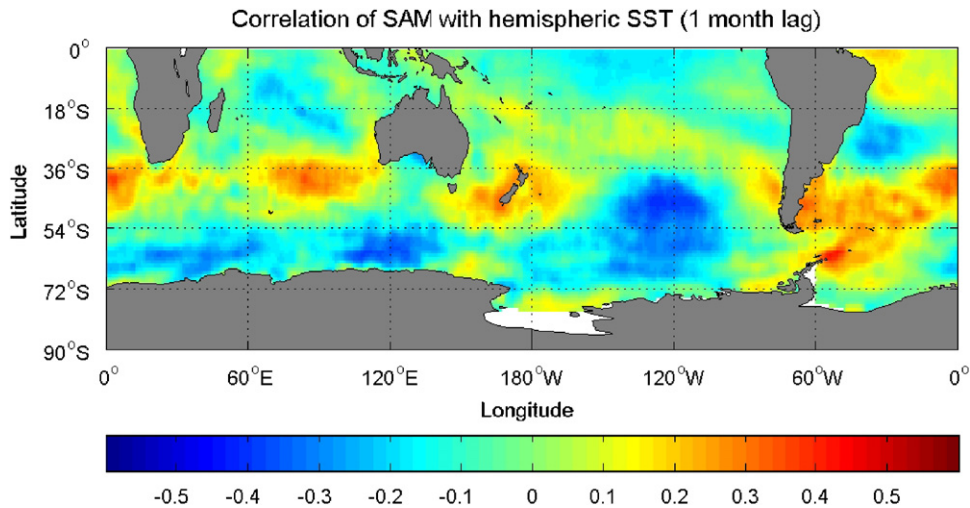 Correlation of SAM with hemispheric SST (1 month lag)
0°
18°S
36°S
54°S
72°S
90°S
Latitude
0° 60°E 120°E 180°W 120°W 60°W 0°
Longitude
-0.5 -0.4 -0.3 -0.2 -0.1 0 0.1 0.2 0.3 0.4 0.5